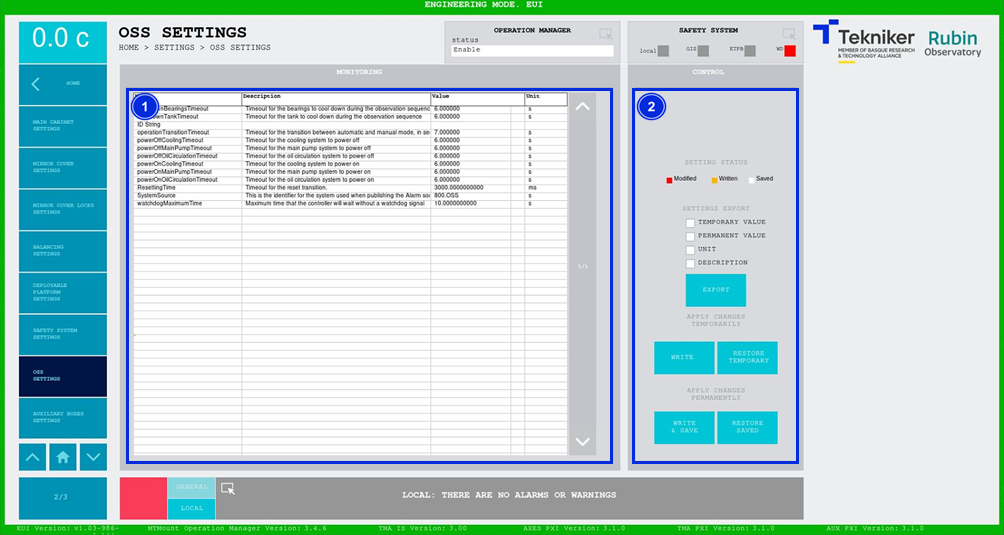 ENGINEERING MODE. EUI
0.0 c
OSS SETTINGS
HOME > SETTINGS > OSS SETTINGS
OPERATION MANAGER
status
Enable
SAFETY SYSTEM
local
GIS
ETPB
WD
Tekniker
MEMBER OF BASQUE RESEARCH
& TECHNOLOGY ALLIANCE
Rubin
Observatory
HOME
MAIN CABINET
SETTINGS
MIRROR COVER
SETTINGS
MIRROR COVER LOCKS
SETTINGS
BALANCING
SETTINGS
DEPLOYABLE
PLATFORM
SETTINGS
SAFETY SYSTEM
SETTINGS
OSS
SETTINGS
AUXILIARY BOXES
SETTINGS
2/3
MONITORING
1
Description Value Unit
BearingsTimeout Timeout for the bearings to cool down during the observation sequenc 6.000000 s
wnTankTimeout Timeout for the tank to cool down during the observation sequence 6.000000 s
ID String
operationTransitionTimeout Timeout for the transition between automatic and manual mode, in se 7.000000 s
powerOffCoolingTimeout Timeout for the cooling system to power off 6.000000 s
powerOffMainPumpTimeout Timeout for the main pump system to power off 6.000000 s
powerOffOilCirculationTimeout Timeout for the oil circulation system to power off 6.000000 s
powerOnCoolingTimeout Timeout for the cooling system to power on 6.000000 s
powerOnMainPumpTimeout Timeout for the main pump system to power on 6.000000 s
powerOnOilCirculationTimeout Timeout for the oil circulation system to power on 6.000000 s
ResetingTime Timeout for the reset transition. 3000.0000000000 ms
SystemSource This is the identifier for the system used when publishing the Alarm so 800.OSS s
watchdogMaximumTime Maximum time that the controller will wait without a watchdog signal 10.0000000000 s
1/1
CONTROL
2
SETTING STATUS
Modified Written Saved
SETTINGS EXPORT
TEMPORARY VALUE
PERMANENT VALUE
UNIT
DESCRIPTION
EXPORT
APPLY CHANGES
TEMPORARILY
WRITE
RESTORE
TEMPORARY
APPLY CHANGES
PERMANENTLY
WRITE
& SAVE
RESTORE
SAVED
GENERAL
LOCAL
LOCAL: THERE ARE NO ALARMS OR WARNINGS
EUI Version: v1.03-986-
MTMount Operation Manager Version: 3.4.6
TMA IS Version: 3.00
AXES PXI Version: 3.1.0
TMA PXI Version: 3.1.0
AUX PXI Version: 3.1.0